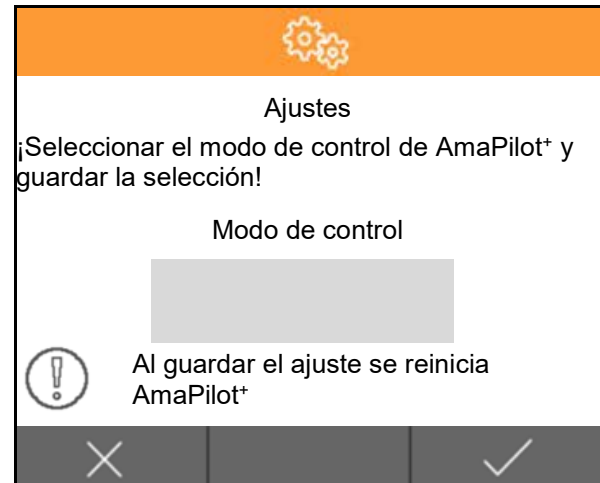 Ajustes
¡Seleccionar el modo de control de AmaPilot⁺ y
guardar la selección!
Modo de control
Al guardar el ajuste se reinicia
AmaPilot⁺